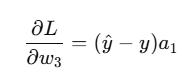 ∂L/∂w₃ = (ŷ − y)a₁